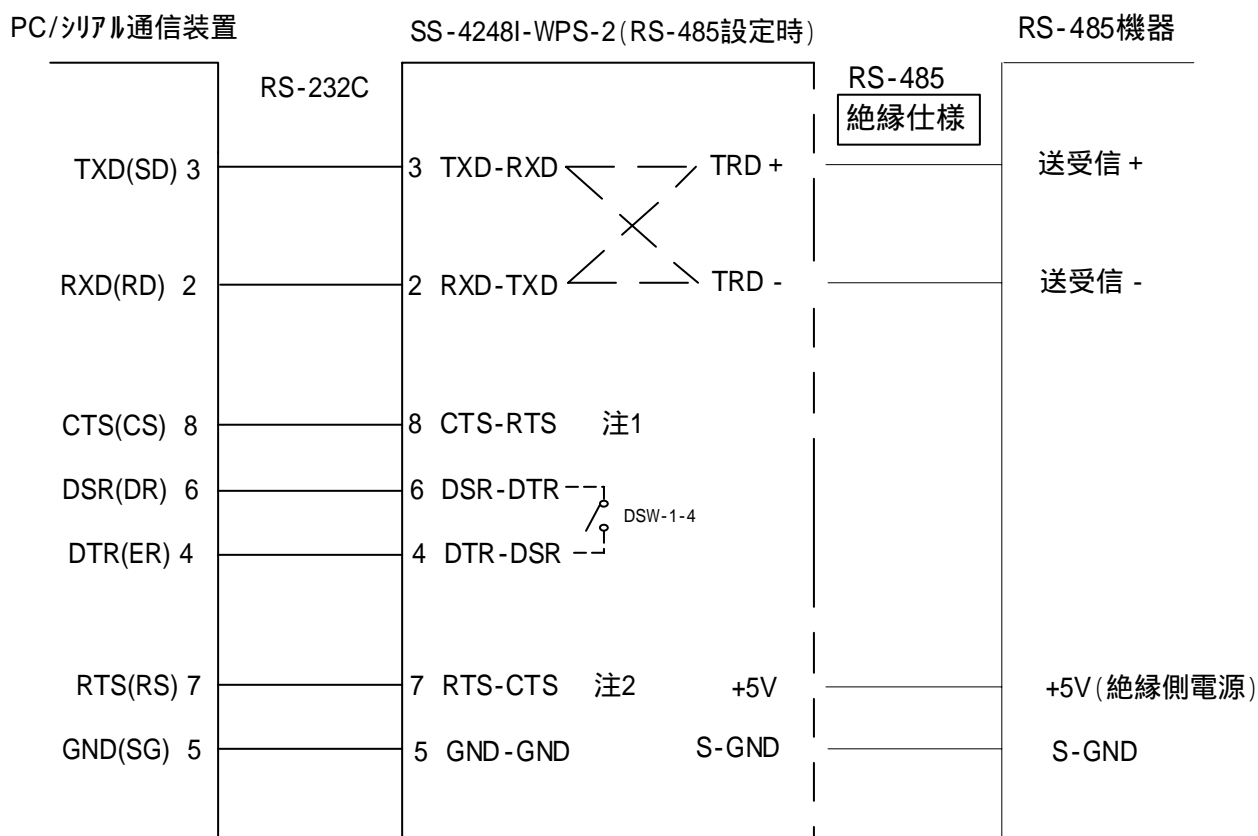 PC/ｼﾘｱﾙ通信装置 SS-4248I-WPS-2(RS-485設定時) RS-485機器
RS-232C RS-485
絶縁仕様
TXD(SD) 3 3 TXD-RXD TRD + 送受信 +
RXD(RD) 2 2 RXD-TXD TRD - 送受信 -
CTS(CS) 8 8 CTS-RTS 注1
DSR(DR) 6 6 DSR-DTR
DSW-1-4
DTR(ER) 4 4 DTR-DSR
RTS(RS) 7 7 RTS-CTS 注2 +5V +5V(絶縁側電源)
GND(SG) 5 5 GND-GND S-GND S-GND